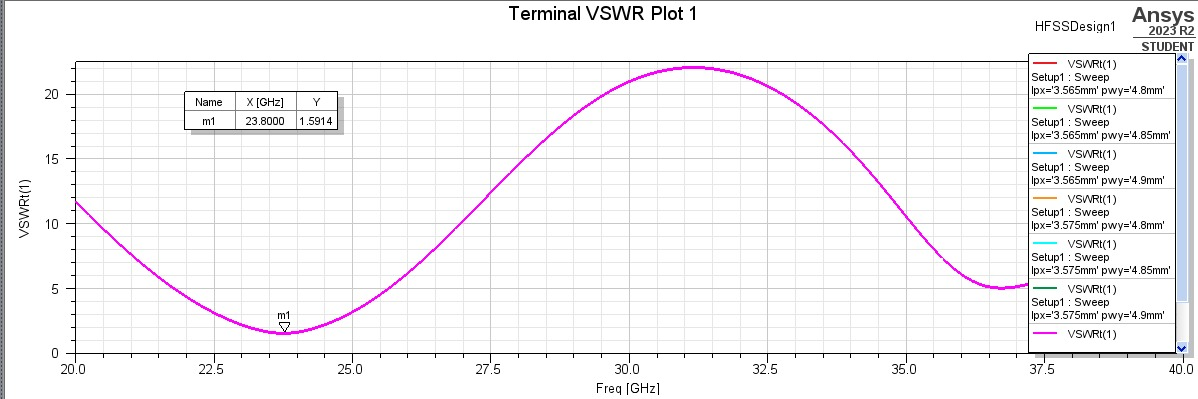 Terminal VSWR Plot 1
HFSSDesign1
Ansys
2023 R2
STUDENT
Name X [GHz] Y
m1 23.8000 1.5914
VSWRt(1)
20
15
10
5
0
m1
20.0 22.5 25.0 27.5 30.0 32.5 35.0 37.5 40.0
Freq [GHz]
VSWRt(1)
Setup1 : Sweep
lpx='3.565mm' pwy='4.8mm'
VSWRt(1)
Setup1 : Sweep
lpx='3.565mm' pwy='4.85mm'
VSWRt(1)
Setup1 : Sweep
lpx='3.565mm' pwy='4.9mm'
VSWRt(1)
Setup1 : Sweep
lpx='3.575mm' pwy='4.8mm'
VSWRt(1)
Setup1 : Sweep
lpx='3.575mm' pwy='4.85mm'
VSWRt(1)
Setup1 : Sweep
lpx='3.575mm' pwy='4.9mm'
VSWRt(1)